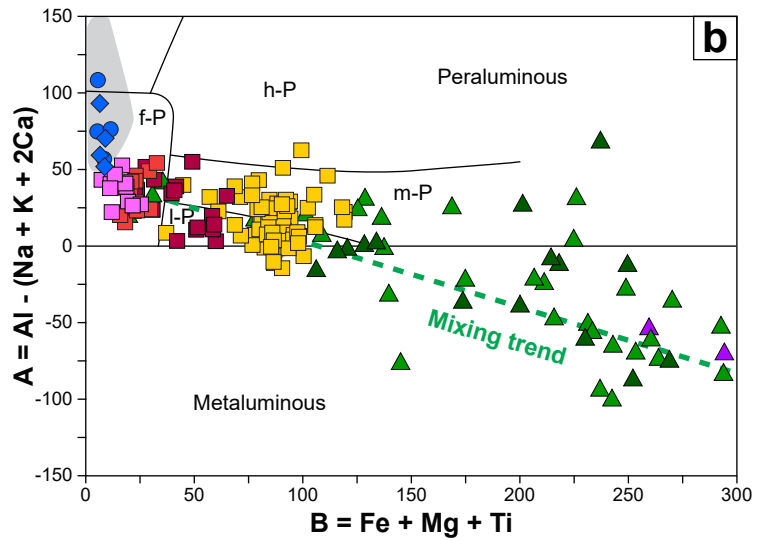 b
A = Al - (Na + K + 2Ca)
150
100
50
0
-50
-100
-150
h-P
Peraluminous
f-P
m-P
l-P
Mixing trend
Metaluminous
0 50 100 150 200 250 300
B = Fe + Mg + Ti